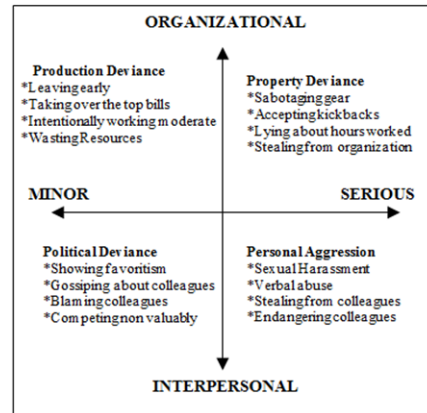 ORGANIZATIONAL
Production Deviance
*Leaving early
*Taking over the top bills
*Intentionally working moderate
*Wasting Resources
Property Deviance
*Sabotaging gear
*Accepting kickbacks
*Lying about hours worked
*Stealing from organization
MINOR
SERIOUS
Political Deviance
*Showing favoritism
*Gossiping about colleagues
*Blaming colleagues
*Competing non valuably
Personal Aggression
*Sexual Harassment
*Verbal abuse
*Stealing from colleagues
*Endangering colleagues
INTERPERSONAL